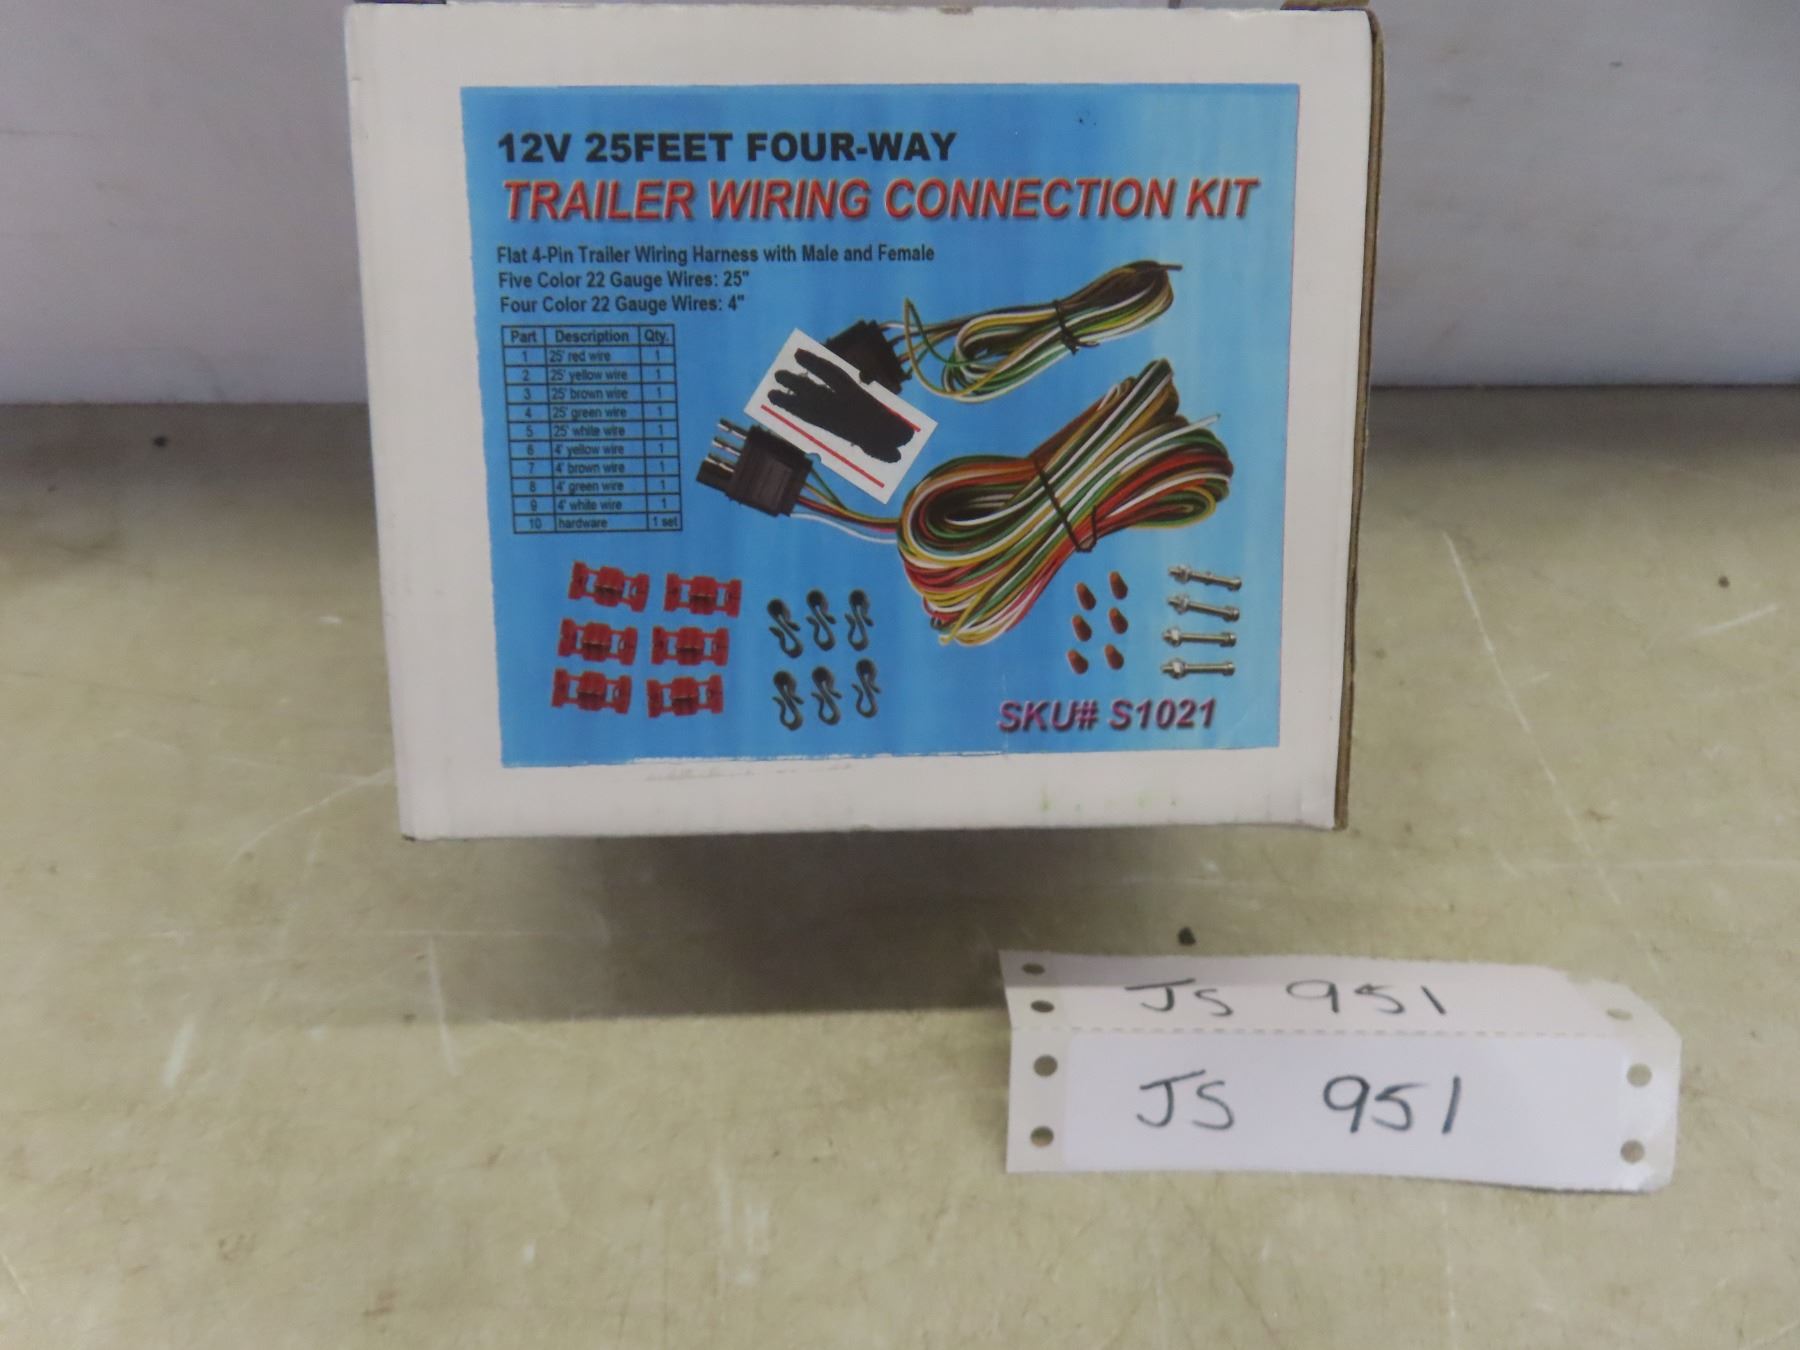 12V 25FEET FOUR-WAY
TRAILER WIRING CONNECTION KIT
Flat 4-Pin Trailer Wiring Harness with Male and Female
Five Color 22 Gauge Wires: 25"
Four Color 22 Gauge Wires: 4"
Part Description Qty.
1 25' red wire 1
2 25' yellow wire 1
3 25' brown wire 1
4 25' green wire 1
5 25' white wire 1
6 4' yellow wire 1
7 4' brown wire 1
8 4' green wire 1
9 4' white wire 1
10 hardware 1 set
SKU# S1021
JS 951
JS 951